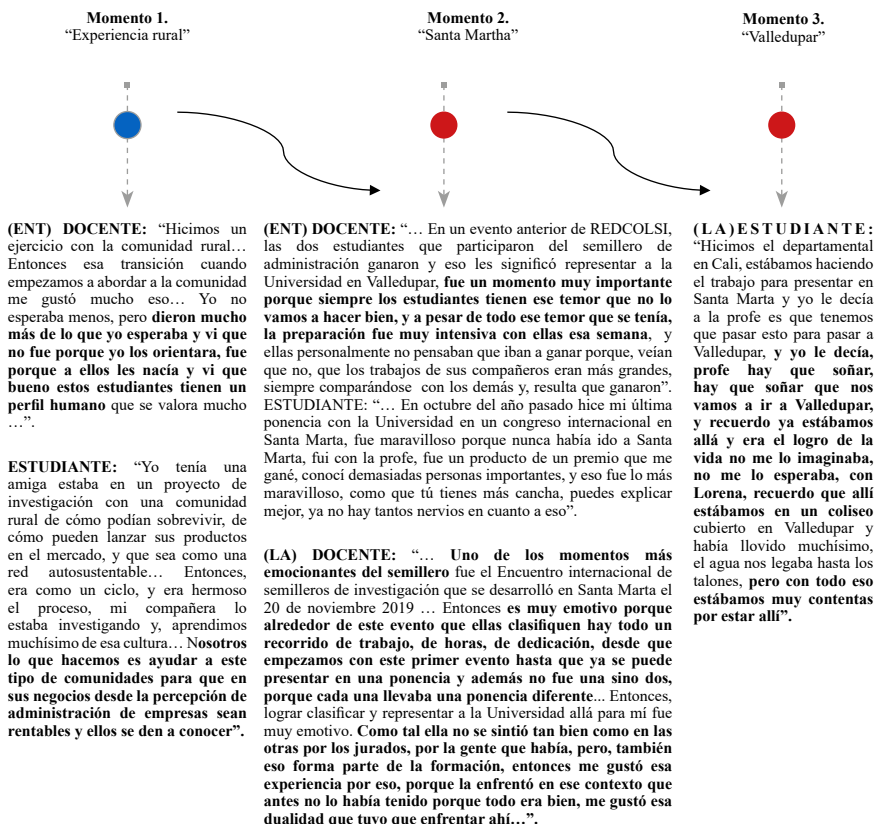 Momento 1.
“Experiencia rural”
Momento 2.
“Santa Martha”
Momento 3.
“Valledupar”
(ENT) DOCENTE: “Hicimos un
ejercicio con la comunidad rural…
Entonces esa transición cuando
empezamos a abordar a la comunidad
me gustó mucho eso… Yo no
esperaba menos, pero dieron mucho
más de lo que yo esperaba y vi que
no fue porque yo los orientara, fue
porque a ellos les nacía y vi que
bueno estos estudiantes tienen un
perfil humano que se valora mucho
…”.
ESTUDIANTE: “Yo tenía una
amiga estaba en un proyecto de
investigación con una comunidad
rural de cómo podían sobrevivir, de
cómo pueden lanzar sus productos
en el mercado, y que sea como una
red autosustentable… Entonces,
era como un ciclo, y era hermoso
el proceso, mi compañera lo
estaba investigando y, aprendimos
muchísimo de esa cultura… Nosotros
lo que hacemos es ayudar a este
tipo de comunidades para que en
sus negocios desde la percepción de
administración de empresas sean
rentables y ellos se den a conocer”.
(ENT) DOCENTE: “… En un evento anterior de REDCOLSI,
las dos estudiantes que participaron del semillero de
administración ganaron y eso les significó representar a la
Universidad en Valledupar, fue un momento muy importante
porque siempre los estudiantes tienen ese temor que no lo
vamos a hacer bien, y a pesar de todo ese temor que se tenía,
la preparación fue muy intensiva con ellas esa semana, y
ellas personalmente no pensaban que iban a ganar porque, veían
que no, que los trabajos de sus compañeros eran más grandes,
siempre comparándose con los demás y, resulta que ganaron”.
ESTUDIANTE: “… En octubre del año pasado hice mi última
ponencia con la Universidad en un congreso internacional en
Santa Marta, fue maravilloso porque nunca había ido a Santa
Marta, fui con la profe, fue un producto de un premio que me
gané, conocí demasiadas personas importantes, y eso fue lo más
maravilloso, como que tú tienes más cancha, puedes explicar
mejor, ya no hay tantos nervios en cuanto a eso”.
(LA) DOCENTE: “… Uno de los momentos más
emocionantes del semillero fue el Encuentro internacional de
semilleros de investigación que se desarrolló en Santa Marta el
20 de noviembre 2019 … Entonces es muy emotivo porque
alrededor de este evento que ellas clasifiquen hay todo un
recorrido de trabajo, de horas, de dedicación, desde que
empezamos con este primer evento hasta que ya se puede
presentar en una ponencia y además no fue una sino dos,
porque cada una llevaba una ponencia diferente... Entonces,
lograr clasificar y representar a la Universidad allá para mí fue
muy emotivo. Como tal ella no se sintió tan bien como en las
otras por los jurados, por la gente que había, pero, también
eso forma parte de la formación, entonces me gustó esa
experiencia por eso, porque la enfrentó en ese contexto que
antes no lo había tenido porque todo era bien, me gustó esa
dualidad que tuvo que enfrentar ahí…”.
(LA)ESTUDIANTE:
“Hicimos el departamental
en Cali, estábamos haciendo
el trabajo para presentar en
Santa Marta y yo le decía
a la profe es que tenemos
que pasar esto para pasar a
Valledupar, y yo le decía,
profe hay que soñar,
hay que soñar que nos
vamos a ir a Valledupar,
y recuerdo ya estábamos
allá y era el logro de la
vida no me lo imaginaba,
no me lo esperaba, con
Lorena, recuerdo que allí
estábamos en un coliseo
cubierto en Valledupar y
había llovido muchísimo,
el agua nos legaba hasta los
talones, pero con todo eso
estábamos muy contentas
por estar allí”.